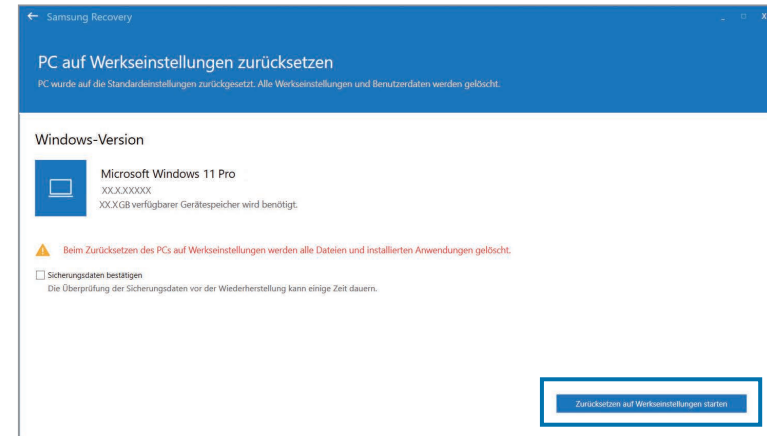 Samsung Recovery
PC auf Werkseinstellungen zurücksetzen
PC wurde auf die Standardeinstellungen zurückgesetzt. Alle Werkseinstellungen und Benutzerdaten werden gelöscht.
Windows-Version
Microsoft Windows 11 Pro
XX.X.XXXXX
XX.X GB verfügbarer Gerätespeicher wird benötigt.
Beim Zurücksetzen des PCs auf Werkseinstellungen werden alle Dateien und installierten Anwendungen gelöscht.
Sicherungsdaten bestätigen
Die Überprüfung der Sicherungsdaten vor der Wiederherstellung kann einige Zeit dauern.
Zurücksetzen auf Werkseinstellungen starten